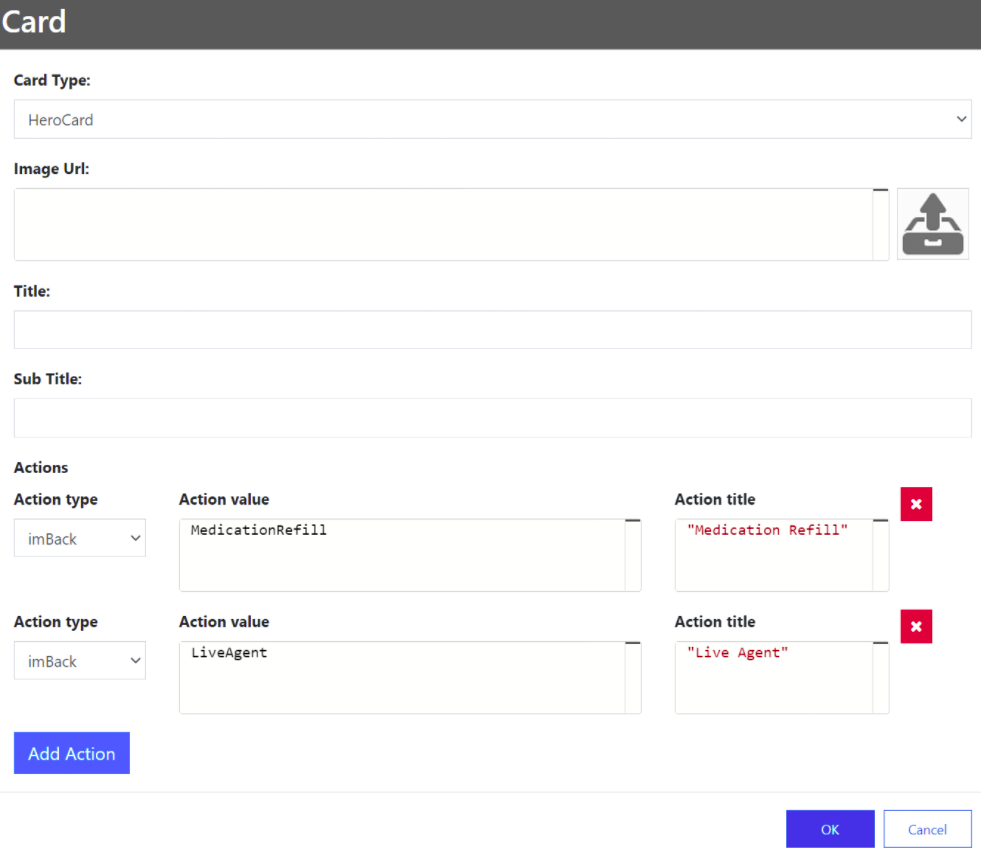 Card
Card Type:
HeroCard
Image Url:
Title:
Sub Title:
Actions
Action type Action value Action title
imBack MedicationRefill "Medication Refill"
Action type Action value Action title
imBack LiveAgent "Live Agent"
Add Action
OK Cancel